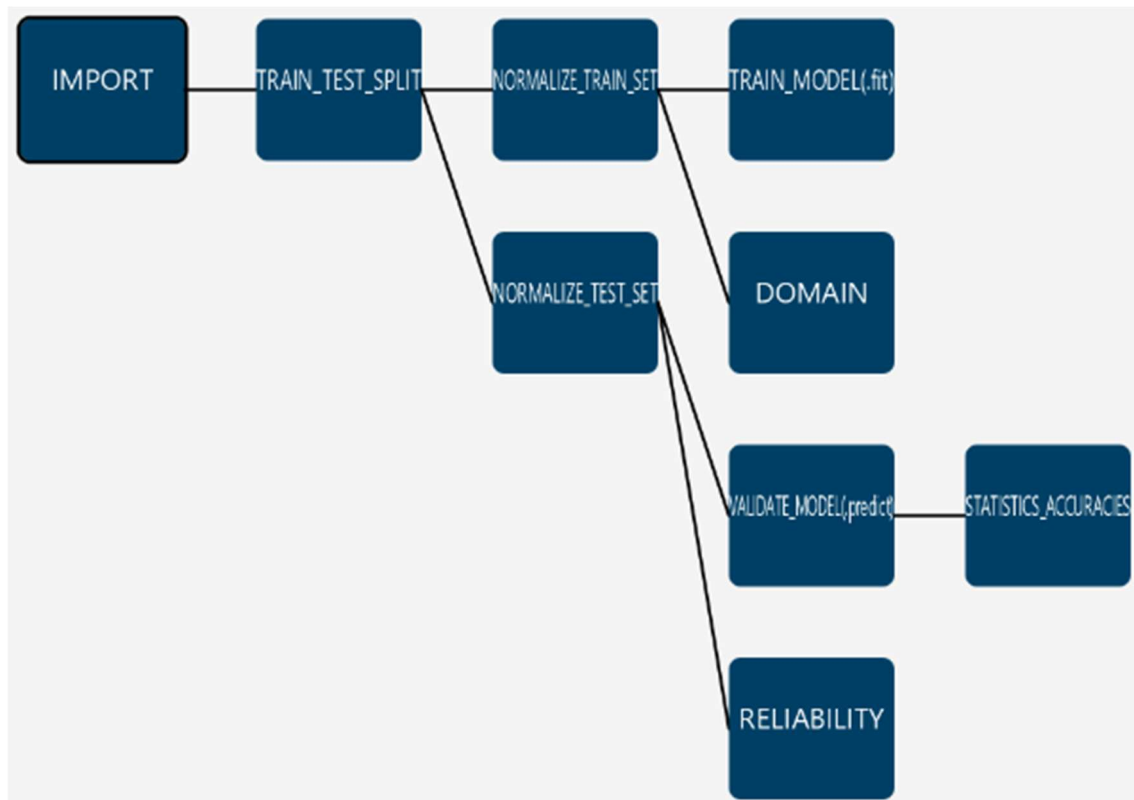 IMPORT
TRAIN_TEST_SPLIT
NORMALIZE_TRAIN_SET
TRAIN_MODEL(.fit)
NORMALIZE_TEST_SET
DOMAIN
VALIDATE_MODEL(.predict)
STATISTICS_ACCURACIES
RELIABILITY